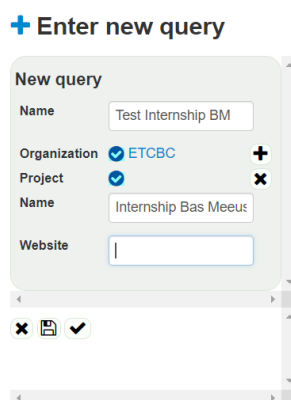 Enter new query
New query
Name Test Internship BM
Organization ETCBC
Project
Name Internship Bas Meeus
Website